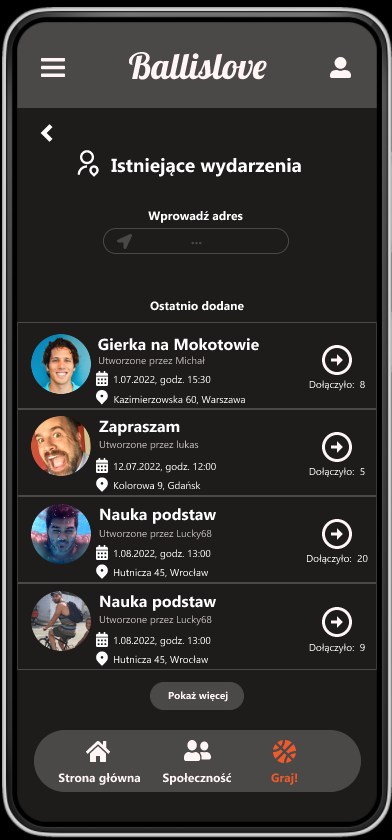 Ballislove
Istniejące wydarzenia
Wprowadź adres
...
Ostatnio dodane
Gierka na Mokotowie
Utworzone przez Michał
1.07.2022, godz. 15:30
Kazimierzowska 60, Warszawa
Dołączyło: 8
Zapraszam
Utworzone przez lukas
12.07.2022, godz. 12:00
Kolorowa 9, Gdańsk
Dołączyło: 5
Nauka podstaw
Utworzone przez Lucky68
1.08.2022, godz. 13:00
Hutnicza 45, Wrocław
Dołączyło: 20
Nauka podstaw
Utworzone przez Lucky68
1.08.2022, godz. 13:00
Hutnicza 45, Wrocław
Dołączyło: 9
Pokaż więcej
Strona główna Społeczność Graj!